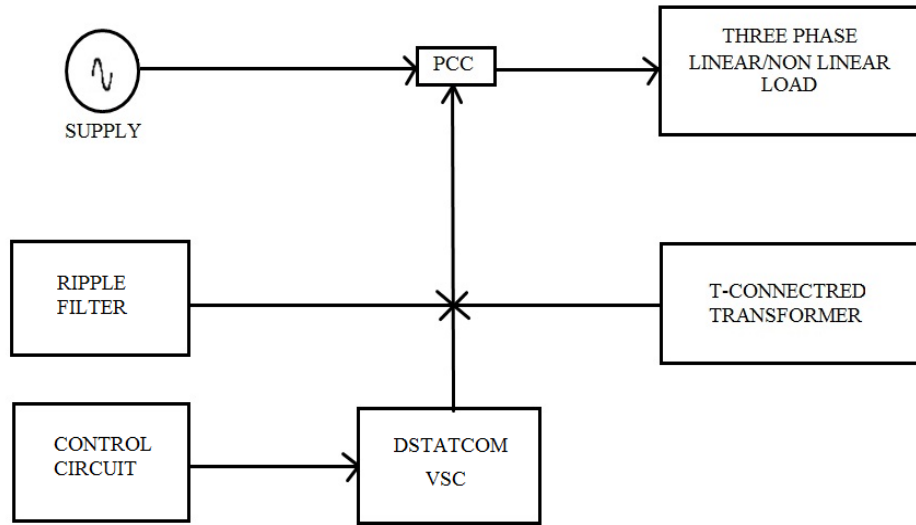 PCC
THREE PHASE
LINEAR/NON LINEAR
LOAD
SUPPLY
RIPPLE
FILTER
T-CONNECTRED
TRANSFORMER
CONTROL
CIRCUIT
DSTATCOM
VSC